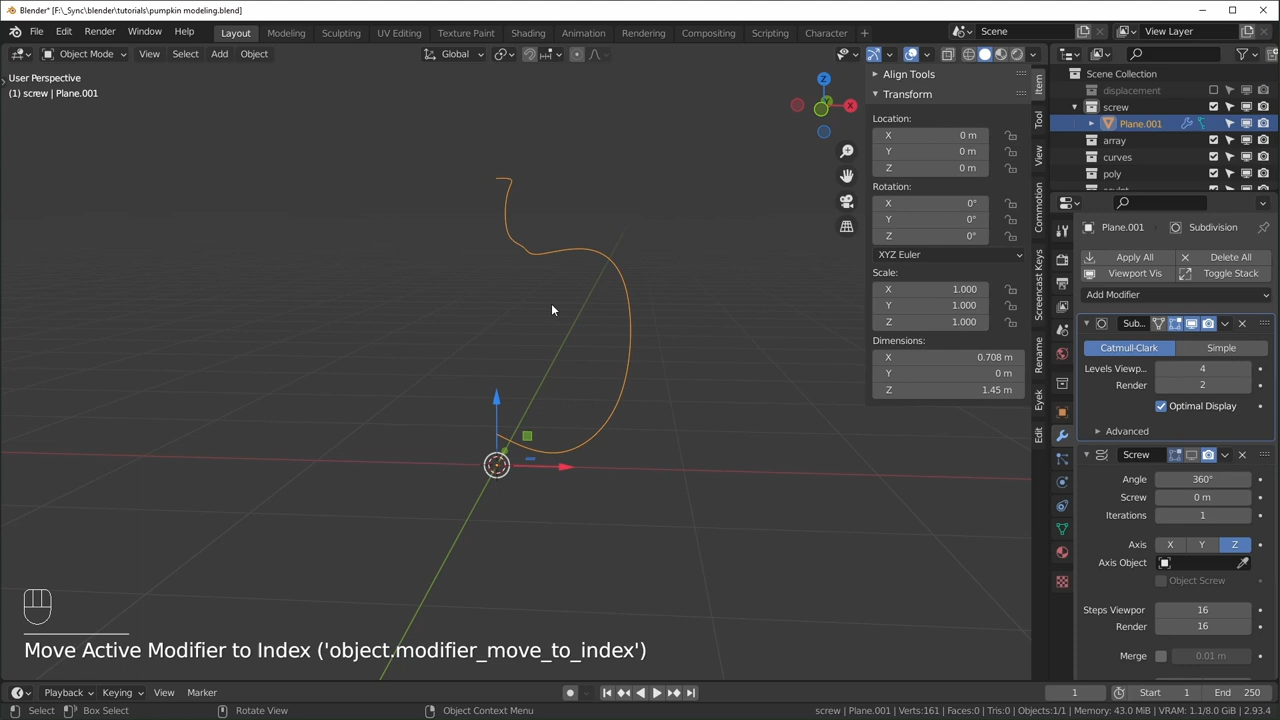 Blender* [F:\_Sync\blender\tutorials\pumpkin modeling.blend]
File Edit Render Window Help Layout Modeling Sculpting UV Editing Texture Paint Shading Animation Rendering Compositing Scripting Character + Scene View Layer
Object Mode View Select Add Object Global
User Perspective
(1) screw | Plane.001
Z
X
Y
Align Tools
Transform
Location:
X 0 m
Y 0 m
Z 0 m
Rotation:
X 0°
Y 0°
Z 0°
XYZ Euler
Scale:
X 1.000
Y 1.000
Z 1.000
Dimensions:
X 0.708 m
Y 0 m
Z 1.45 m
Item
Tool
View
Commotion
Screencast Keys
Rename
Eyek
Edit
Scene Collection
displacement
screw
Plane.001
array
curves
poly
Plane.001 Subdivision
Apply All Delete All
Viewport Vis Toggle Stack
Add Modifier
Sub...
Catmull-Clark Simple
Levels Viewp... 4
Render 2
Optimal Display
Advanced
Screw
Angle 360°
Screw 0 m
Iterations 1
Axis X Y Z
Axis Object
Object Screw
Steps Viewpor 16
Render 16
Merge 0.01 m
Move Active Modifier to Index ('object.modifier_move_to_index')
Playback Keying View Marker 1 Start 1 End 250
Select Box Select Rotate View Object Context Menu screw | Plane.001 | Verts:161 | Faces:0 | Tris:0 | Objects:1/1 | Memory: 43.0 MiB | VRAM: 1.1/8.0 GiB | 2.93.4